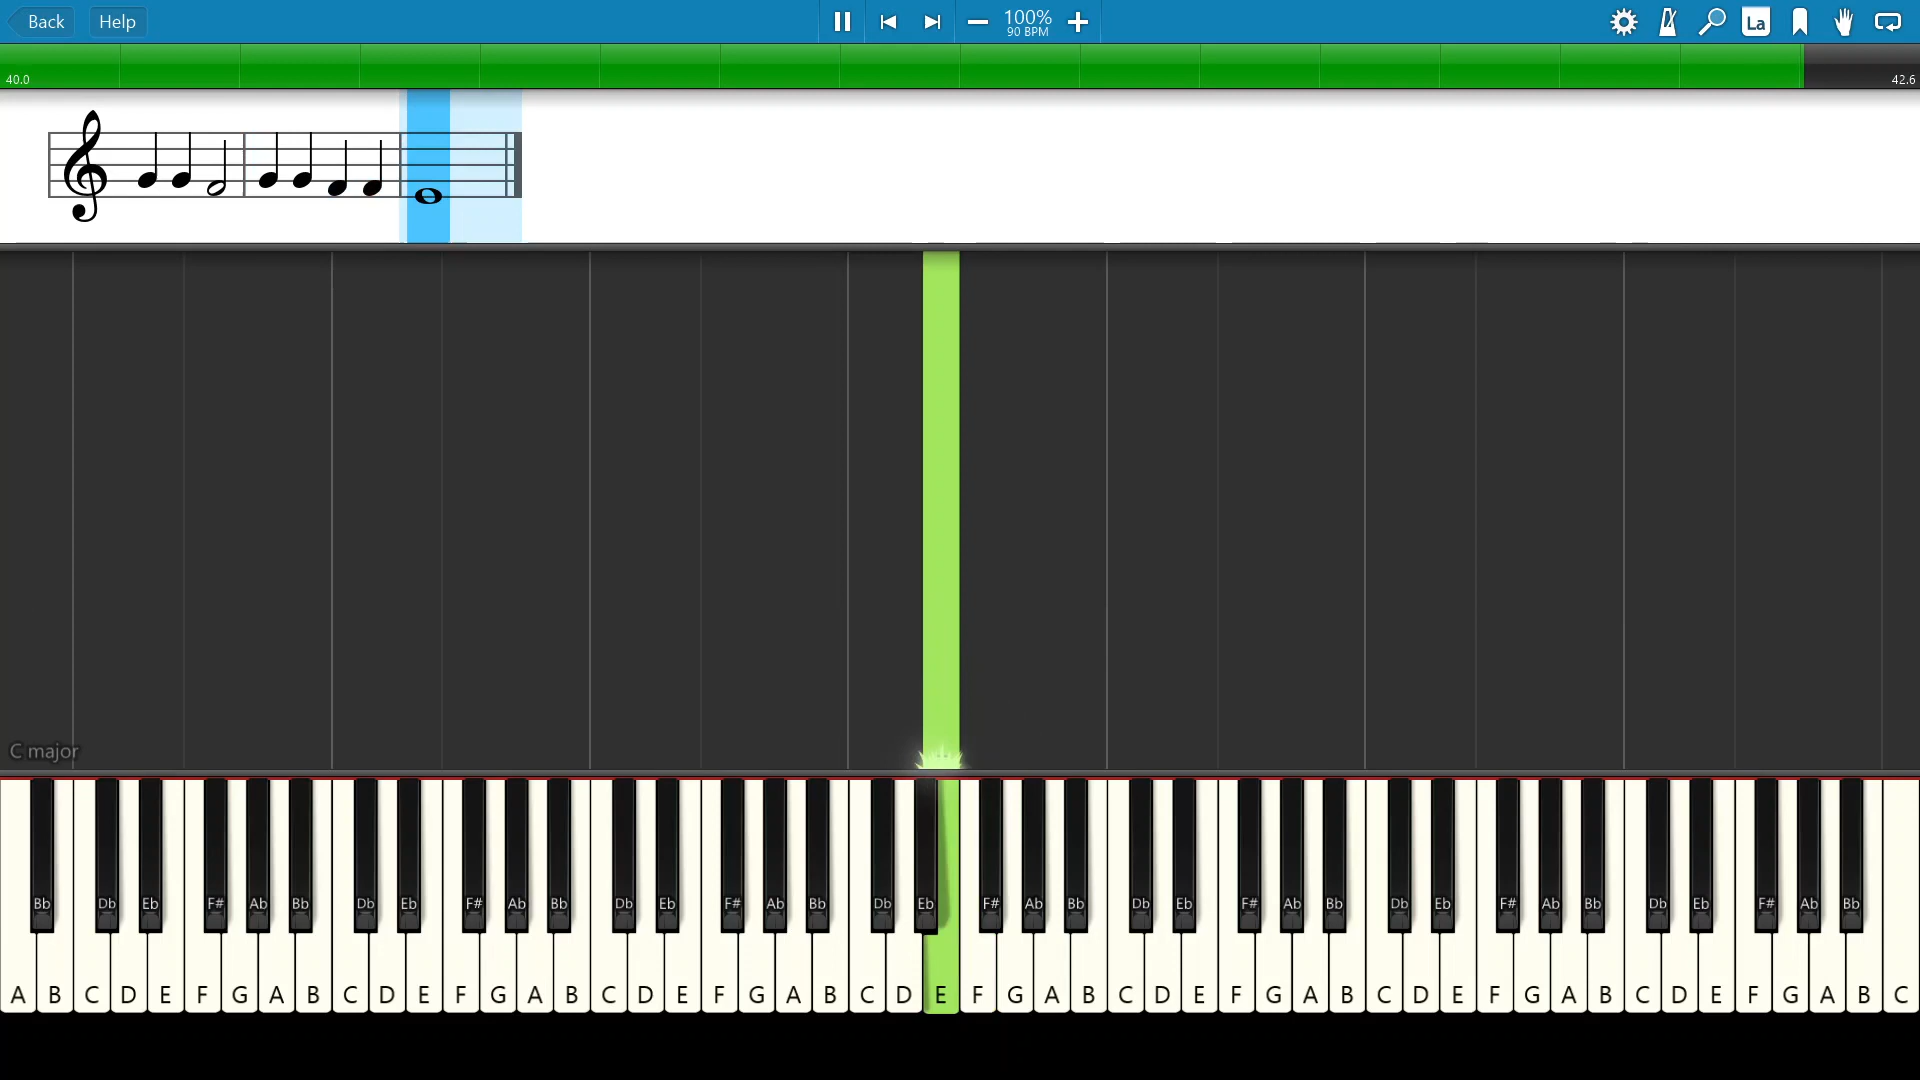 Back Help 100% La
90 BPM
40.0 42.6
C major
Bb Db Eb F# Ab Bb Db Eb F# Ab Bb Db Eb F# Ab Bb Db Eb F# Ab Bb Db Eb F# Ab Bb Db Eb F# Ab Bb Db Eb F# Ab Bb
A B C D E F G A B C D E F G A B C D E F G A B C D E F G A B C D E F G A B C D E F G A B C D E F G A B C